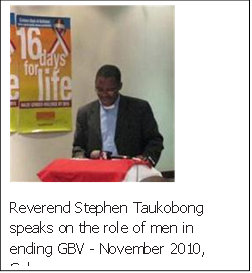 16
days
for
life
Reverend Stephen Taukobong
speaks on the role of men in
ending GBV - November 2010,